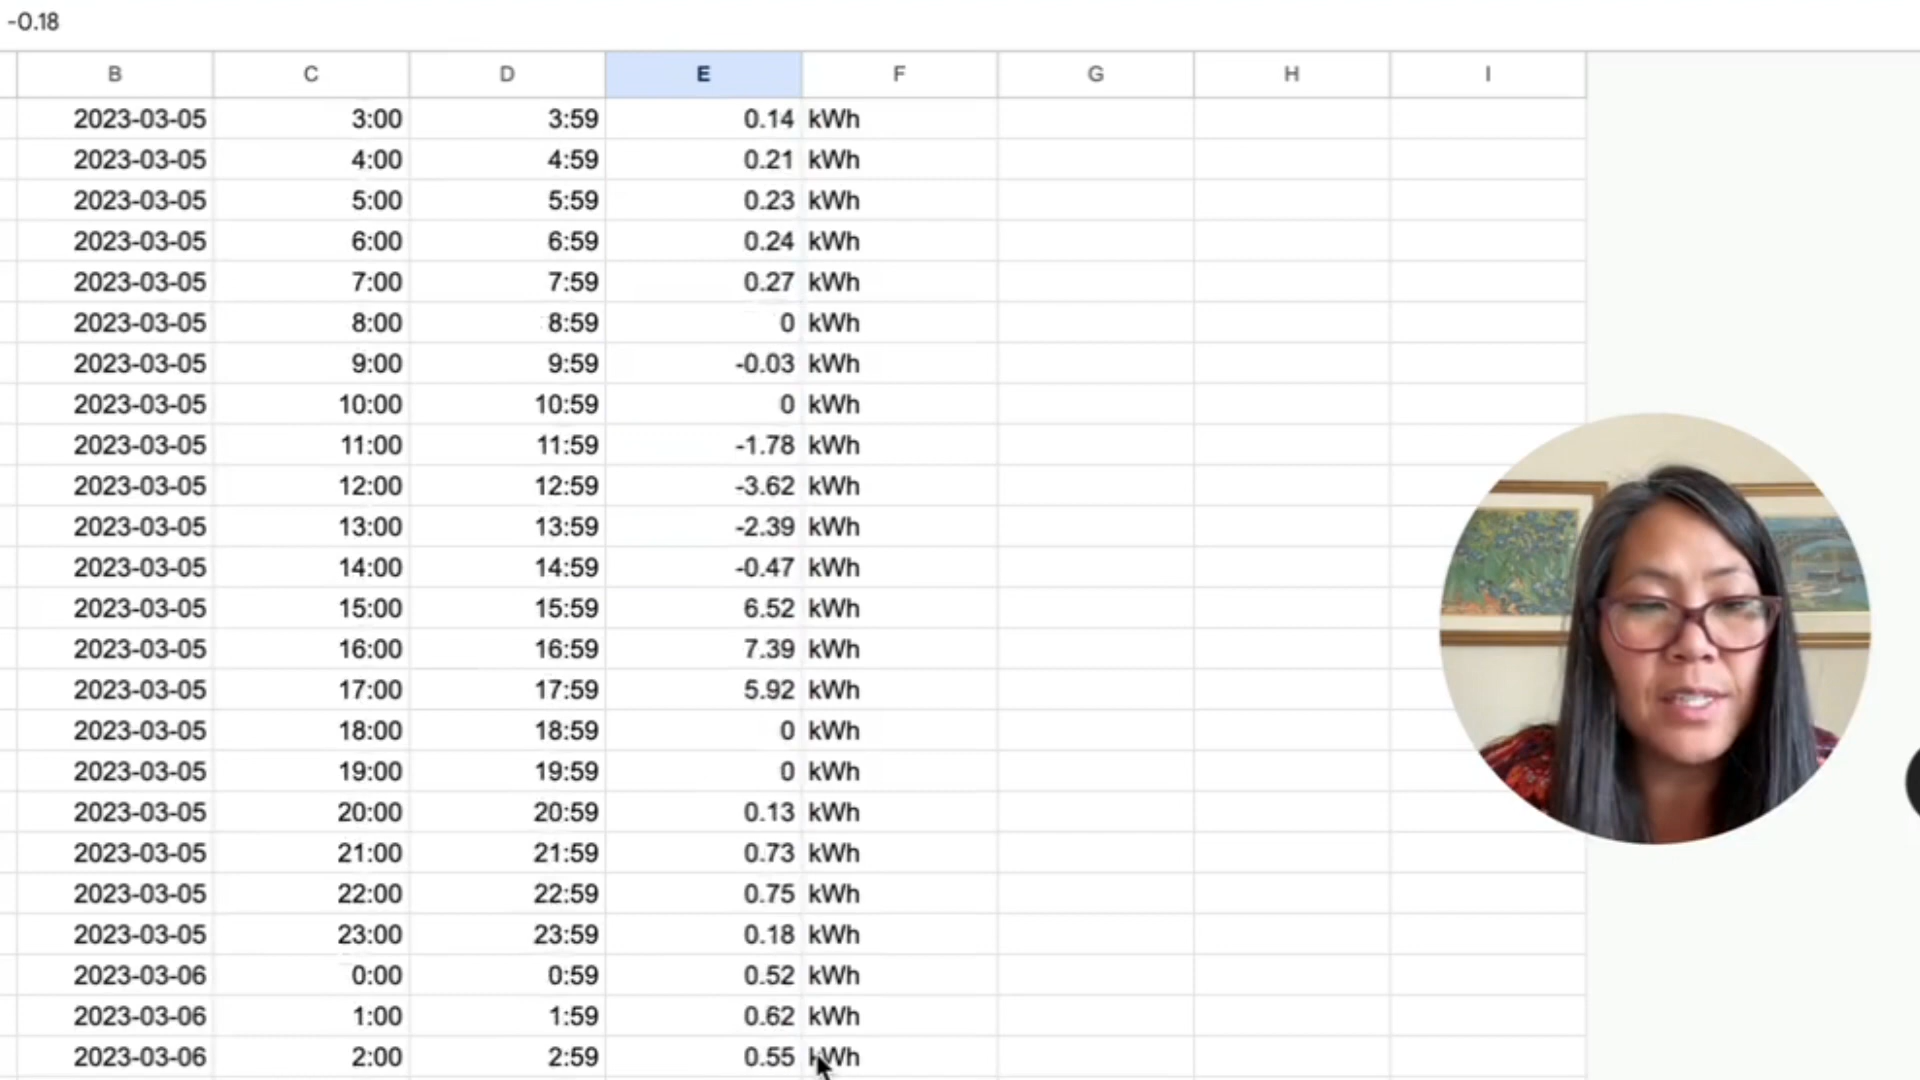 -0.18
B C D E F G H I
2023-03-05 3:00 3:59 0.14 kWh
2023-03-05 4:00 4:59 0.21 kWh
2023-03-05 5:00 5:59 0.23 kWh
2023-03-05 6:00 6:59 0.24 kWh
2023-03-05 7:00 7:59 0.27 kWh
2023-03-05 8:00 8:59 0 kWh
2023-03-05 9:00 9:59 -0.03 kWh
2023-03-05 10:00 10:59 0 kWh
2023-03-05 11:00 11:59 -1.78 kWh
2023-03-05 12:00 12:59 -3.62 kWh
2023-03-05 13:00 13:59 -2.39 kWh
2023-03-05 14:00 14:59 -0.47 kWh
2023-03-05 15:00 15:59 6.52 kWh
2023-03-05 16:00 16:59 7.39 kWh
2023-03-05 17:00 17:59 5.92 kWh
2023-03-05 18:00 18:59 0 kWh
2023-03-05 19:00 19:59 0 kWh
2023-03-05 20:00 20:59 0.13 kWh
2023-03-05 21:00 21:59 0.73 kWh
2023-03-05 22:00 22:59 0.75 kWh
2023-03-05 23:00 23:59 0.18 kWh
2023-03-06 0:00 0:59 0.52 kWh
2023-03-06 1:00 1:59 0.62 kWh
2023-03-06 2:00 2:59 0.55 kWh